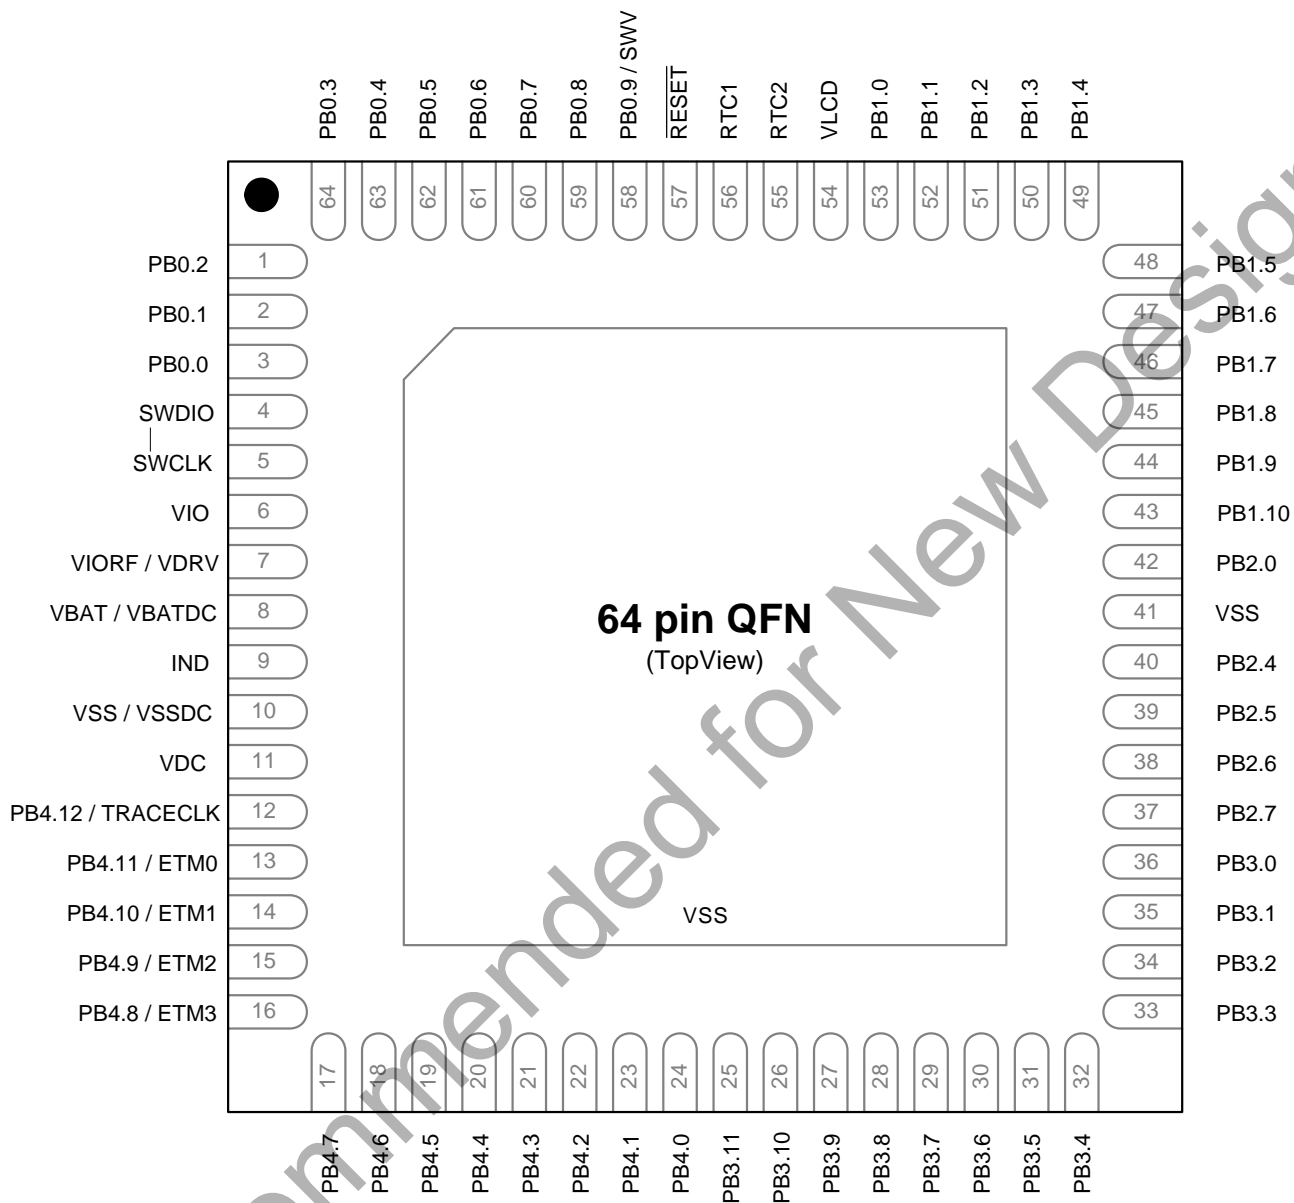 PB0.3
PB0.4
PB0.5
PB0.6
PB0.7
PB0.8
PB0.9 / SWV
RESET
RTC1
RTC2
VLCD
PB1.0
PB1.1
PB1.2
PB1.3
PB1.4
64
63
62
61
60
59
58
57
56
55
54
53
52
51
50
49
PB0.2 1
PB0.1 2
PB0.0 3
SWDIO 4
SWCLK 5
VIO 6
VIORF / VDRV 7
VBAT / VBATDC 8
IND 9
VSS / VSSDC 10
VDC 11
PB4.12 / TRACECLK 12
PB4.11 / ETM0 13
PB4.10 / ETM1 14
PB4.9 / ETM2 15
PB4.8 / ETM3 16
48 PB1.5
47 PB1.6
46 PB1.7
45 PB1.8
44 PB1.9
43 PB1.10
42 PB2.0
41 VSS
40 PB2.4
39 PB2.5
38 PB2.6
37 PB2.7
36 PB3.0
35 PB3.1
34 PB3.2
33 PB3.3
64 pin QFN
(TopView)
VSS
17
18
19
20
21
22
23
24
25
26
27
28
29
30
31
32
PB4.7
PB4.6
PB4.5
PB4.4
PB4.3
PB4.2
PB4.1
PB4.0
PB3.11
PB3.10
PB3.9
PB3.8
PB3.7
PB3.6
PB3.5
PB3.4
for New